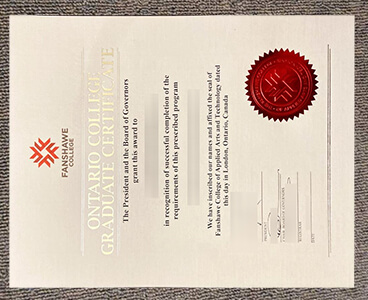 FANSHAWE
COLLEGE
ONTARIO COLLEGE
GRADUATE CERTIFICATE
The President and the Board of Governors
grant this award to
in recognition of successful completion of the
requirements of this prescribed program
We have inscribed our names and affixed the seal of
Fanshawe College of Applied Arts and Technology dated
this day in London, Ontario, Canada